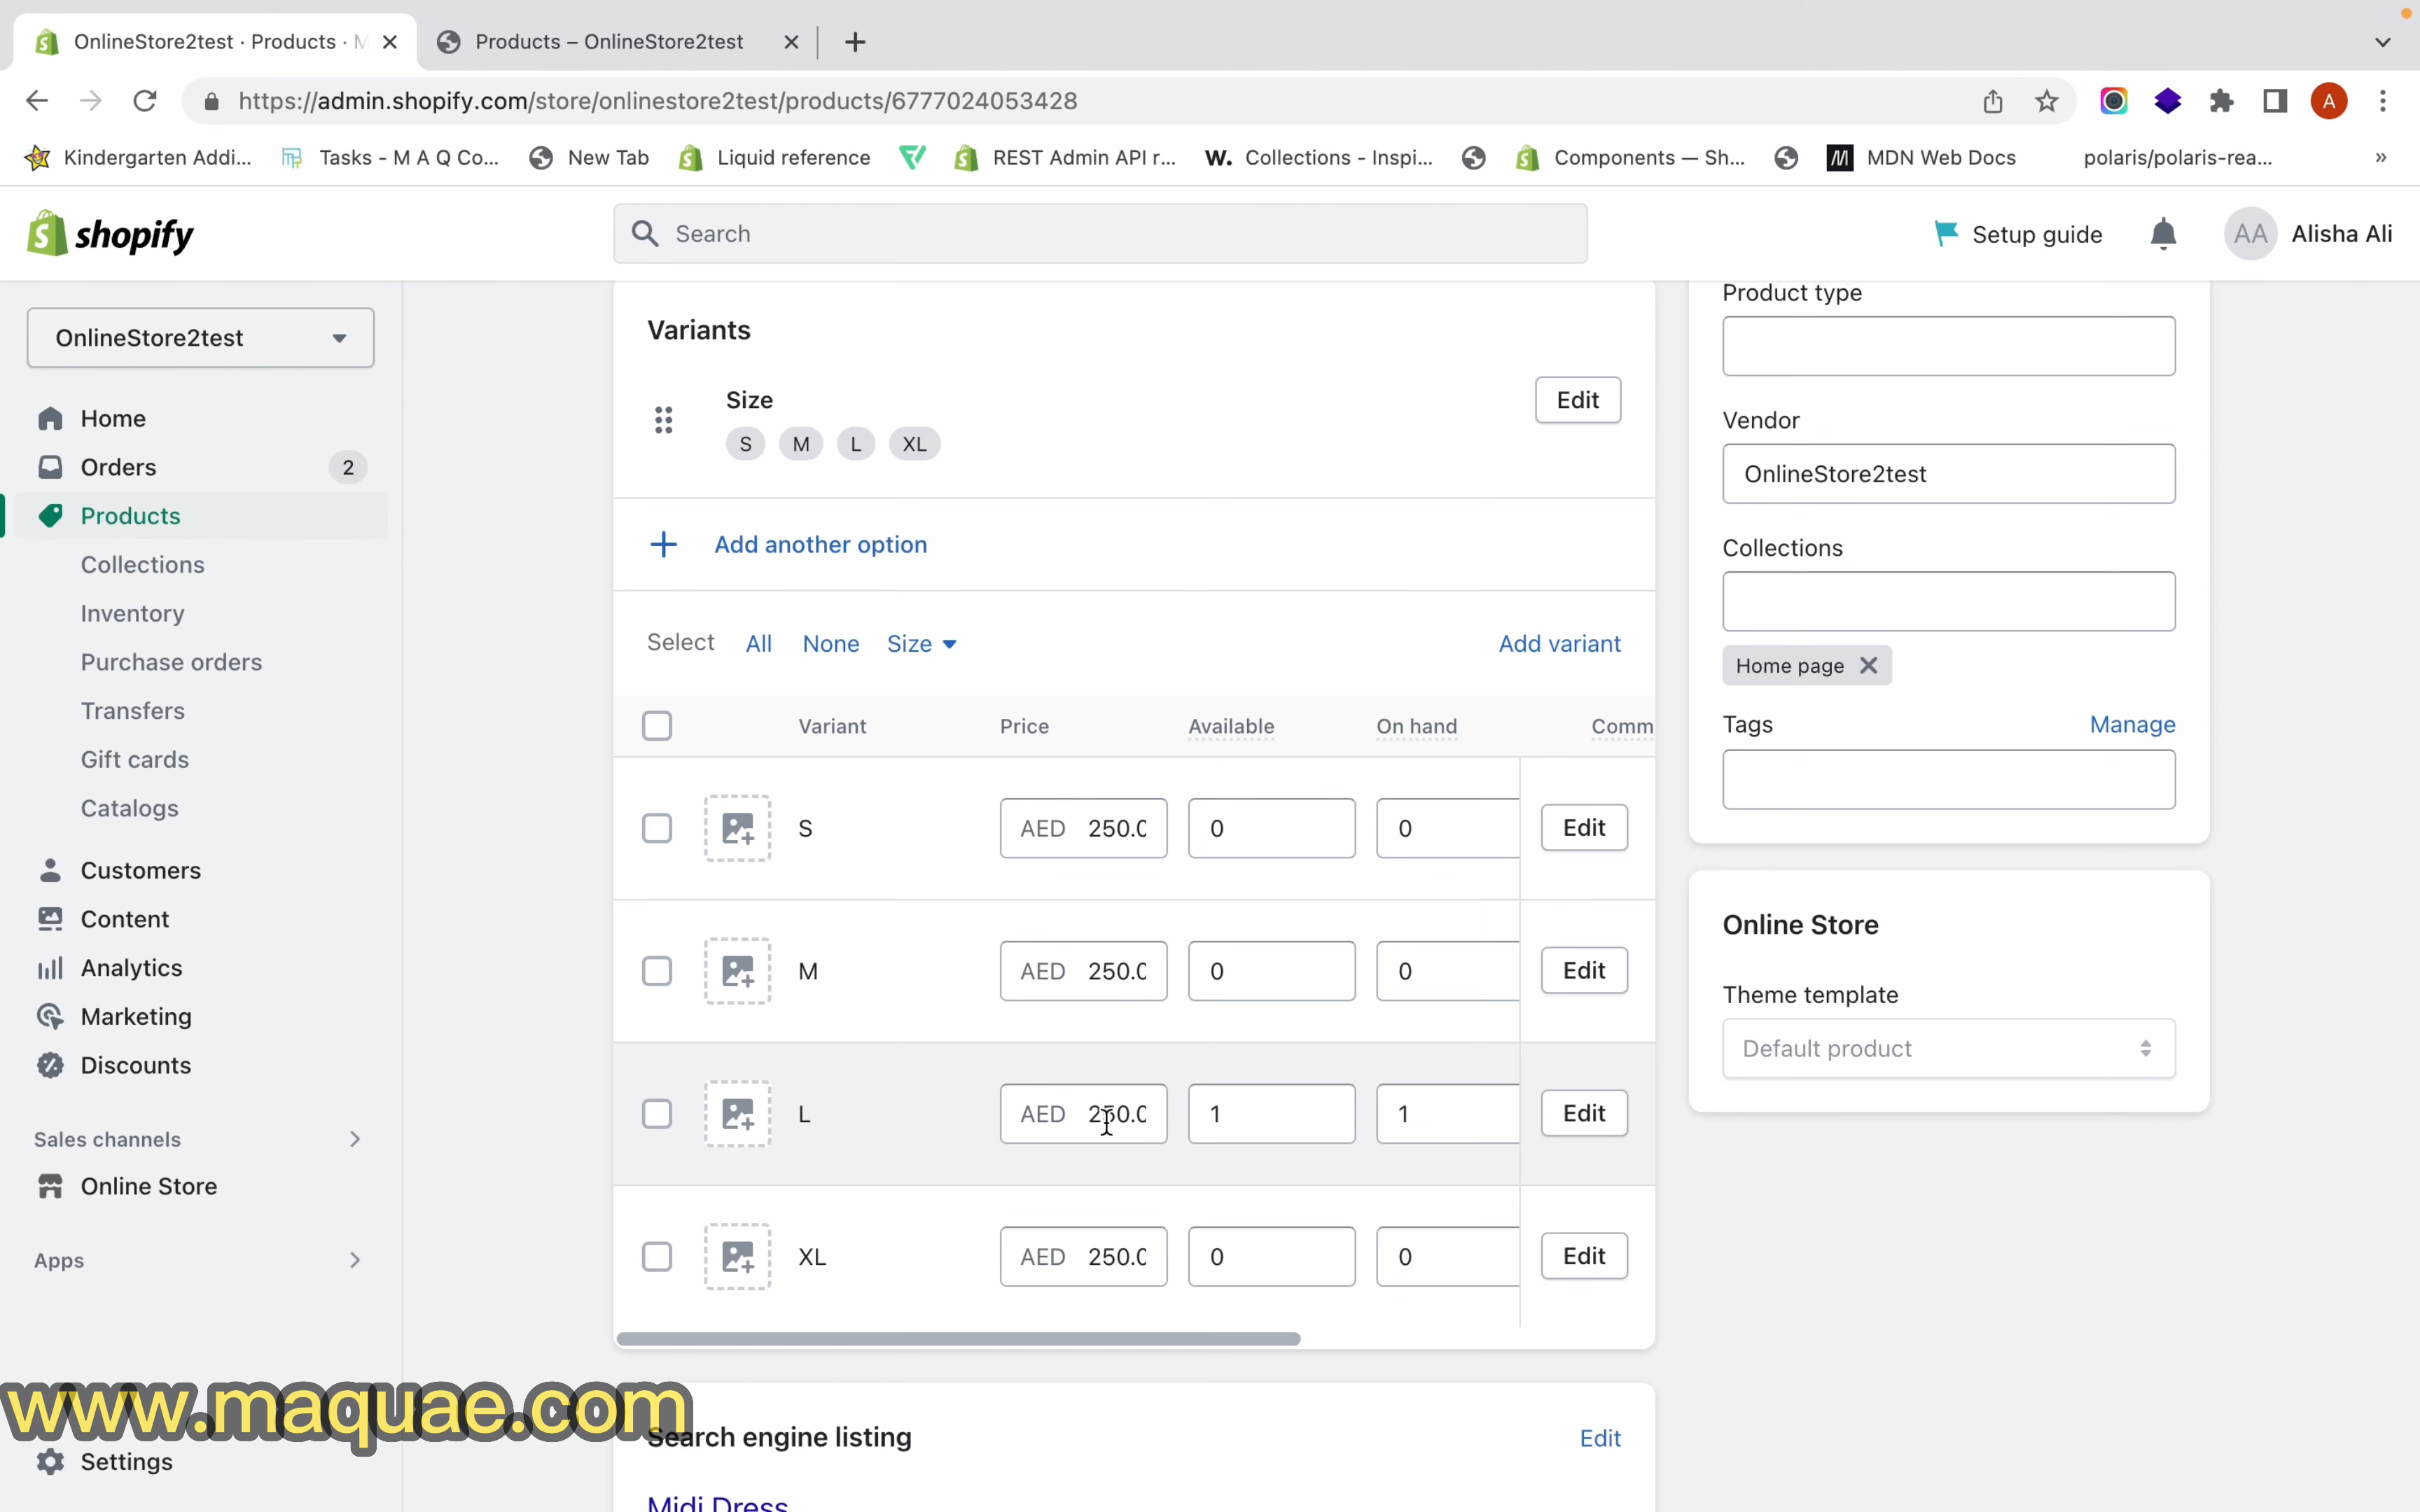 OnlineStore2test · Products · M
Products – OnlineStore2test
https://admin.shopify.com/store/onlinestore2test/products/6777024053428
A
Kindergarten Addi...
Tasks - M A Q Co...
New Tab
Liquid reference
REST Admin API r...
W. Collections - Inspi...
Components — Sh...
MDN Web Docs
polaris/polaris-rea...
»
shopify
Search
Setup guide
AA Alisha Ali
OnlineStore2test
Home
Orders 2
Products
Collections
Inventory
Purchase orders
Transfers
Gift cards
Catalogs
Customers
Content
Analytics
Marketing
Discounts
Sales channels
Online Store
Apps
Settings
Variants
Size
Edit
S M L XL
Add another option
Select All None Size Add variant
Variant Price Available On hand Comm
S AED 250.0 0 0 Edit
M AED 250.0 0 0 Edit
L AED 250.0 1 1 Edit
XL AED 250.0 0 0 Edit
Search engine listing Edit
Midi Dress
Product type
Vendor
OnlineStore2test
Collections
Home page
Tags Manage
Online Store
Theme template
Default product
www.maquae.com